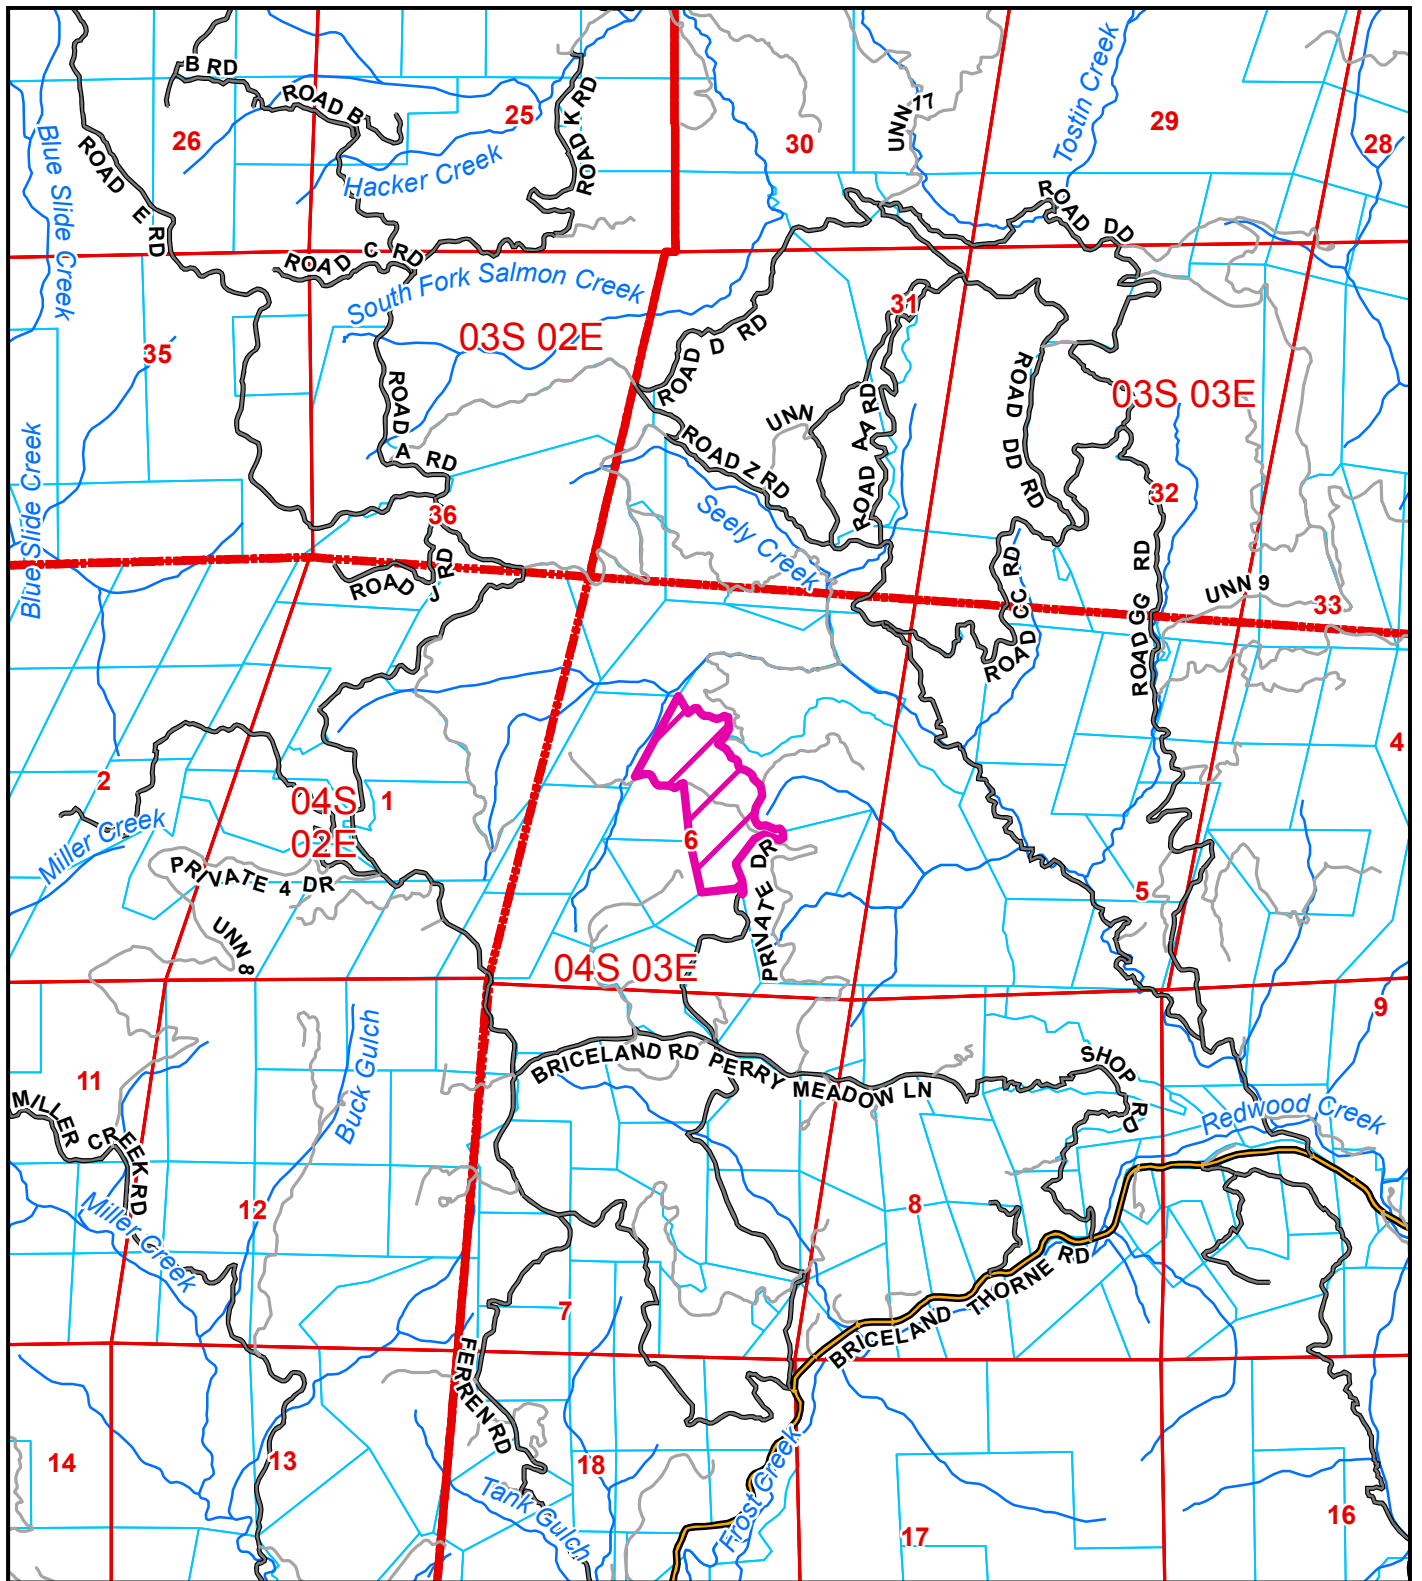 B RD
ROAD B
26
25
ROAD K RD
30
UNN 77
Tostin Creek
29
28
Blue Slide Creek
ROAD E RD
Hacker Creek
ROAD C RD
South Fork Salmon Creek
ROAD DD
03S 02E
31
35
ROAD D RD
03S 03E
ROAD A RD
UNN
ROAD AA RD
ROAD DD RD
ROAD Z RD
Blue Slide Creek
36
Seely Creek
32
ROAD J RD
ROAD GC RD
ROAD GG RD
UNN 9
33
2
04S
02E
1
4
Miller Creek
6
PRIVATE 4 DR
UNN 8
PRIVATE DR
5
04S 03E
9
11
Buck Gulch
BRICELAND RD
PERRY MEADOW LN
SHOP RD
MILLER CREEK RD
Redwood Creek
12
8
Miller Creek
7
BRICELAND THORNE RD
FERREN RD
14
13
18
Tank Gulch
Frost Creek
17
16